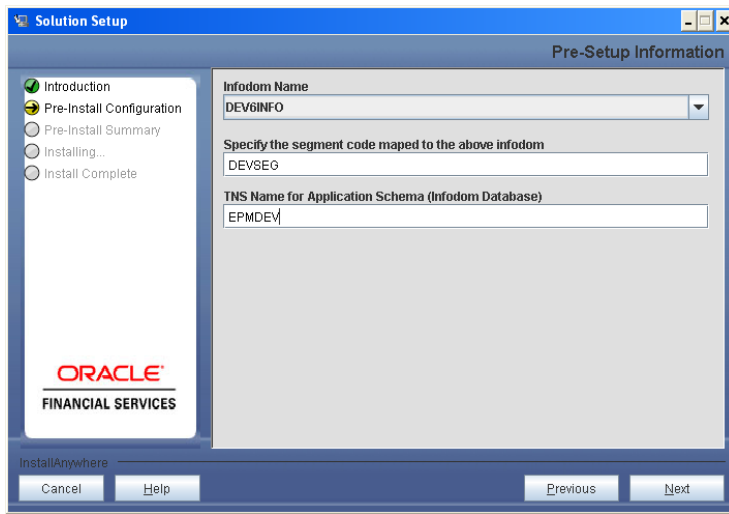 Solution Setup
Pre-Setup Information
Introduction
Pre-Install Configuration
Pre-Install Summary
Installing...
Install Complete
Infodom Name
DEV6INFO
Specify the segment code maped to the above infodom
DEVSEG
TNS Name for Application Schema (Infodom Database)
EPMDEV
ORACLE
FINANCIAL SERVICES
InstallAnywhere
Cancel
Help
Previous
Next